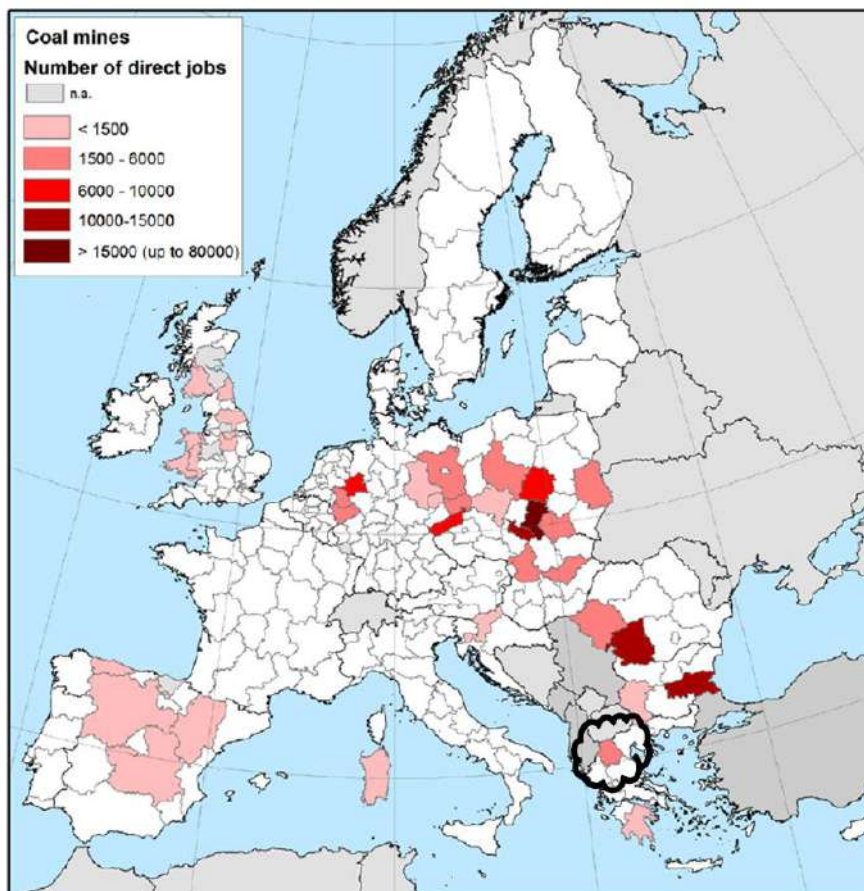 Coal mines
Number of direct jobs
n.a.
< 1500
1500 - 6000
6000 - 10000
10000-15000
> 15000 (up to 80000)